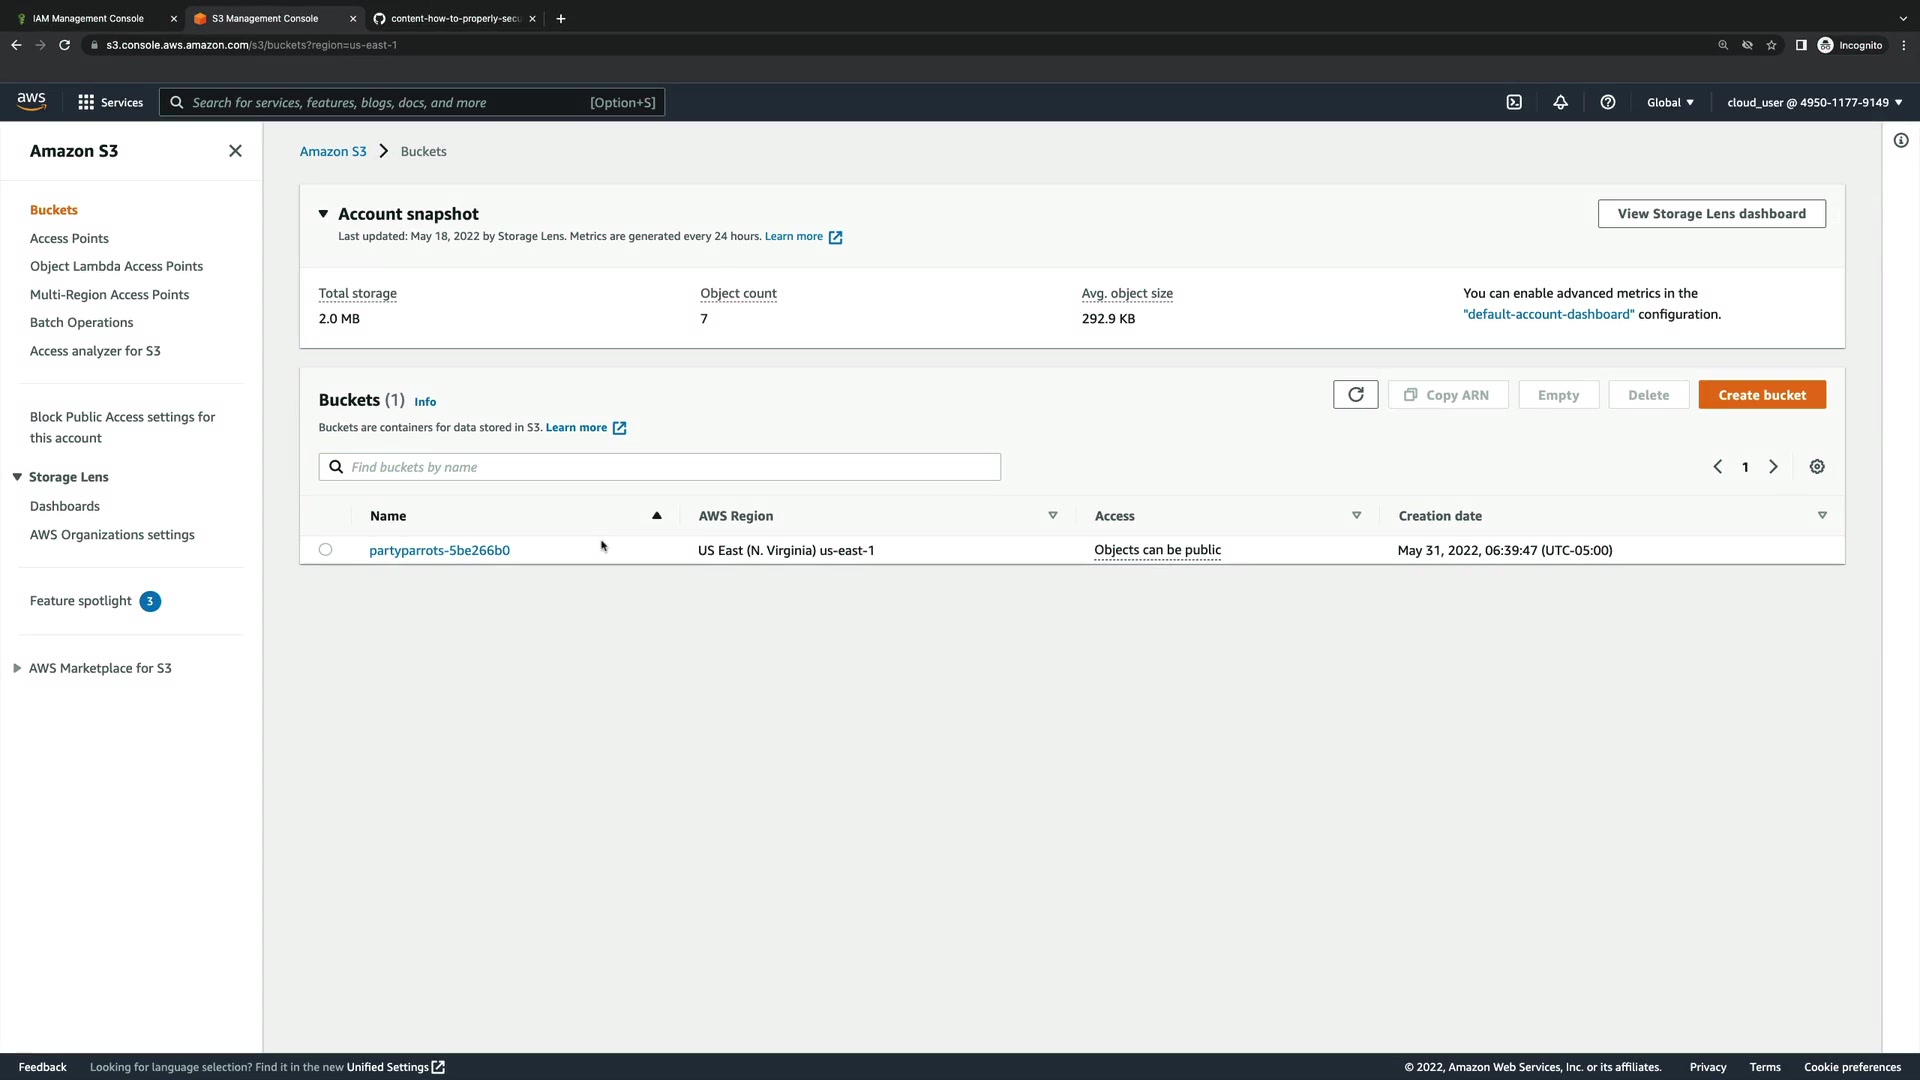 IAM Management Console
S3 Management Console
content-how-to-properly-secu
s3.console.aws.amazon.com/s3/buckets?region=us-east-1
Incognito
aws
Services
Search for services, features, blogs, docs, and more
[Option+S]
Global
cloud_user @ 4950-1177-9149
Amazon S3
Buckets
Access Points
Object Lambda Access Points
Multi-Region Access Points
Batch Operations
Access analyzer for S3
Block Public Access settings for
this account
Storage Lens
Dashboards
AWS Organizations settings
Feature spotlight 3
AWS Marketplace for S3
Amazon S3 > Buckets
Account snapshot
Last updated: May 18, 2022 by Storage Lens. Metrics are generated every 24 hours. Learn more
View Storage Lens dashboard
Total storage
2.0 MB
Object count
7
Avg. object size
292.9 KB
You can enable advanced metrics in the
"default-account-dashboard" configuration.
Buckets (1) Info
Buckets are containers for data stored in S3. Learn more
Copy ARN
Empty
Delete
Create bucket
Find buckets by name
1
Name
AWS Region
Access
Creation date
partyparrots-5be266b0
US East (N. Virginia) us-east-1
Objects can be public
May 31, 2022, 06:39:47 (UTC-05:00)
Feedback
Looking for language selection? Find it in the new Unified Settings
© 2022, Amazon Web Services, Inc. or its affiliates.
Privacy
Terms
Cookie preferences